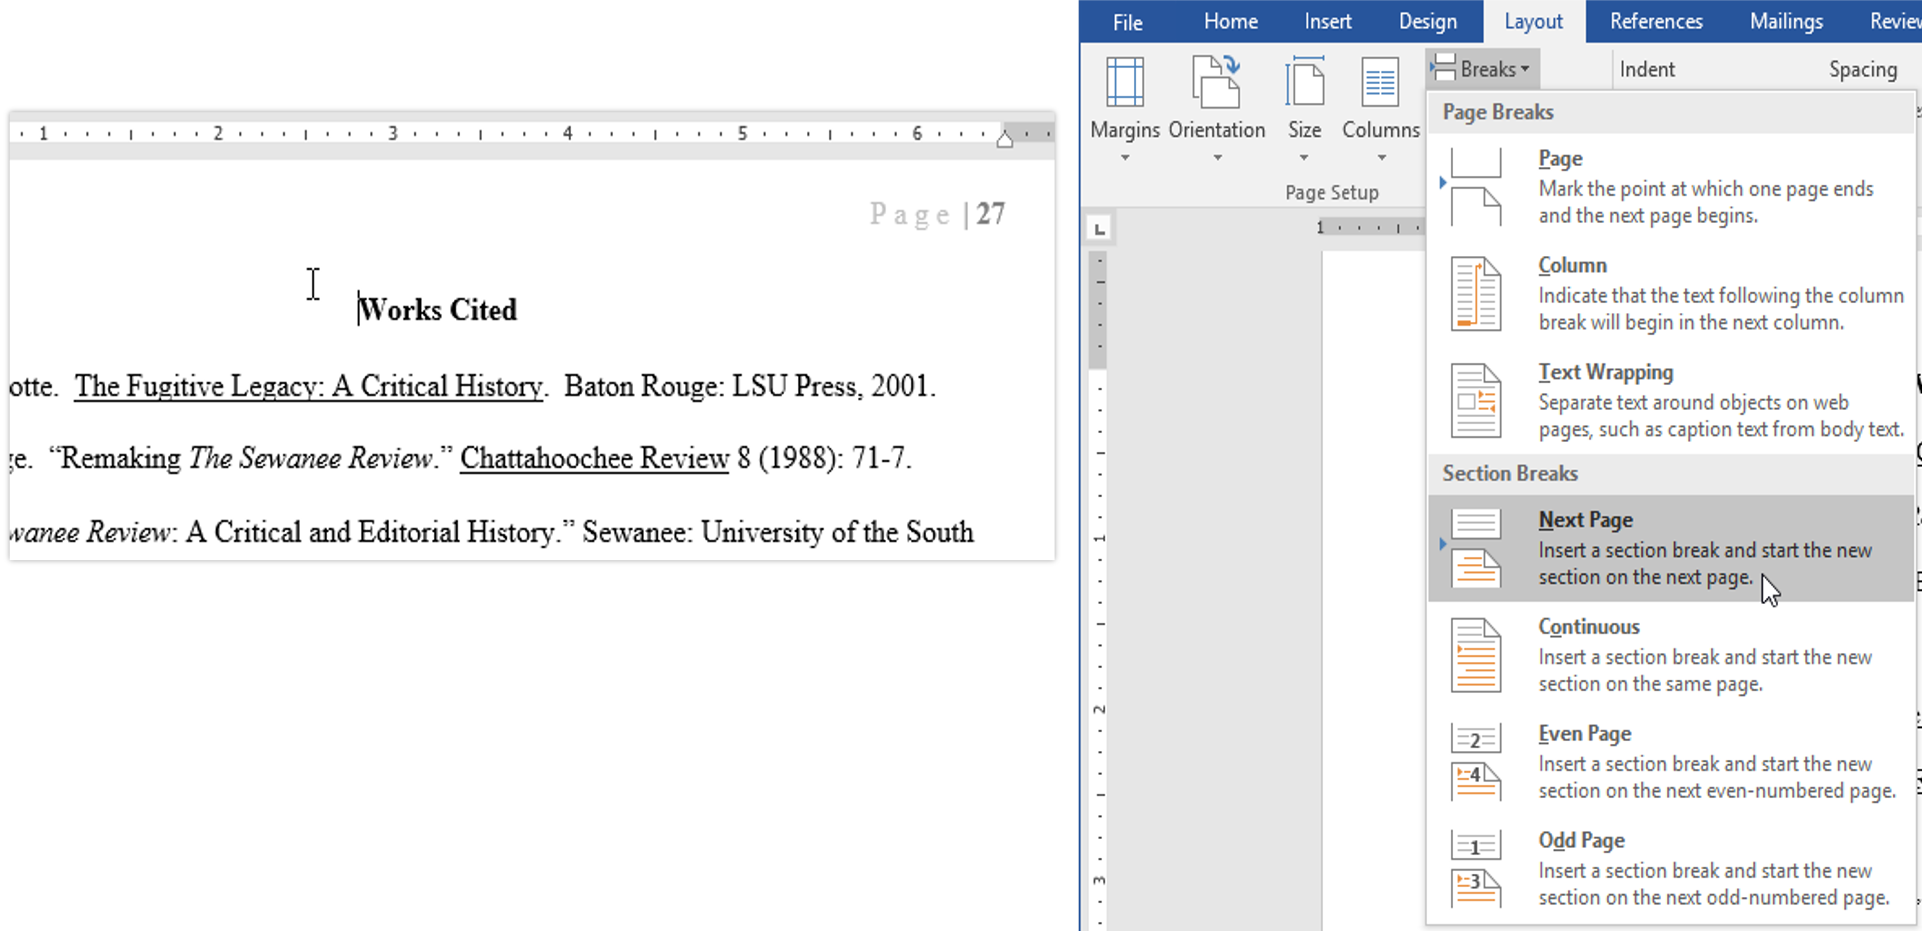 1 2 3 4 5 6
Page | 27
Works Cited
otte. The Fugitive Legacy: A Critical History. Baton Rouge: LSU Press, 2001.
ge. “Remaking The Sewanee Review.” Chattahoochee Review 8 (1988): 71-7.
wanee Review: A Critical and Editorial History.” Sewanee: University of the South
File Home Insert Design Layout References Mailings Review
Margins Orientation Size Columns
Page Setup
Breaks
Indent Spacing
L
1
1
2
3
Page Breaks
Page
Mark the point at which one page ends
and the next page begins.
Column
Indicate that the text following the column
break will begin in the next column.
Text Wrapping
Separate text around objects on web
pages, such as caption text from body text.
Section Breaks
Next Page
Insert a section break and start the new
section on the next page.
Continuous
Insert a section break and start the new
section on the same page.
2
4
Even Page
Insert a section break and start the new
section on the next even-numbered page.
1
3
Odd Page
Insert a section break and start the new
section on the next odd-numbered page.